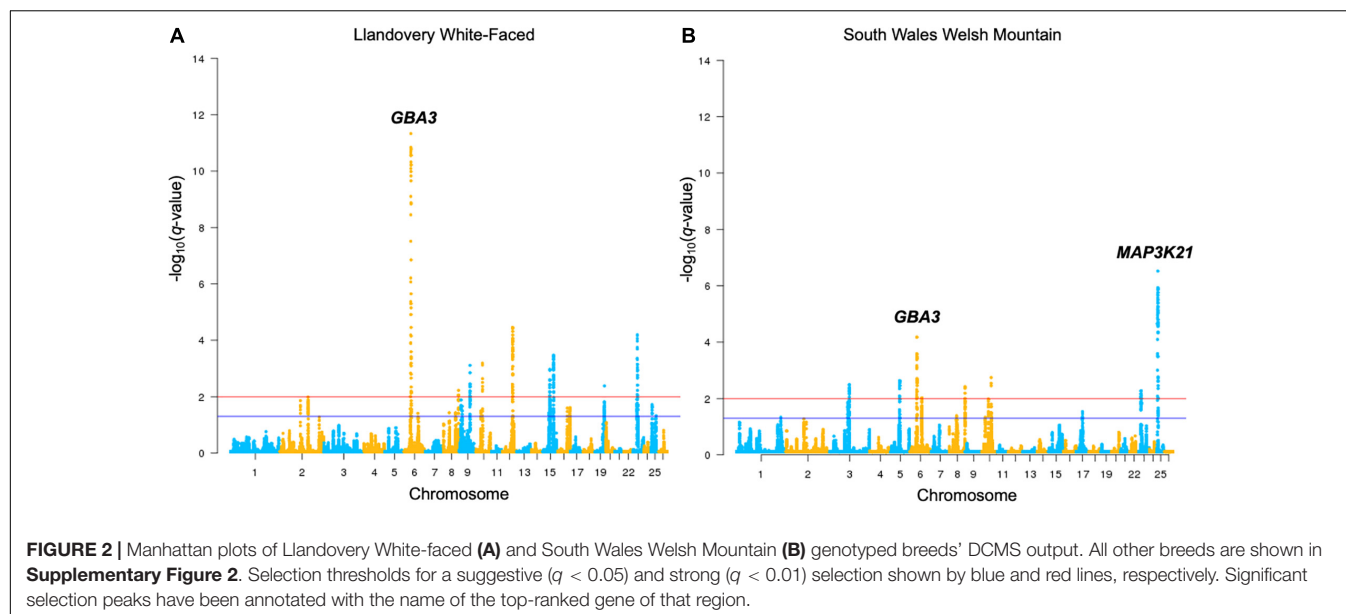 A
Llandovery White-Faced
14
12
10
8
6
4
2
0
-log10(q-value)
GBA3
1 2 3 4 5 6 7 8 9 11 13 15 17 19 22 25
Chromosome
B
South Wales Welsh Mountain
14
12
10
8
6
4
2
0
-log10(q-value)
GBA3
MAP3K21
1 2 3 4 5 6 7 8 9 11 13 15 17 19 22 25
Chromosome
FIGURE 2 | Manhattan plots of Llandovery White-faced (A) and South Wales Welsh Mountain (B) genotyped breeds' DCMS output. All other breeds are shown in
Supplementary Figure 2. Selection thresholds for a suggestive (q < 0.05) and strong (q < 0.01) selection shown by blue and red lines, respectively. Significant
selection peaks have been annotated with the name of the top-ranked gene of that region.